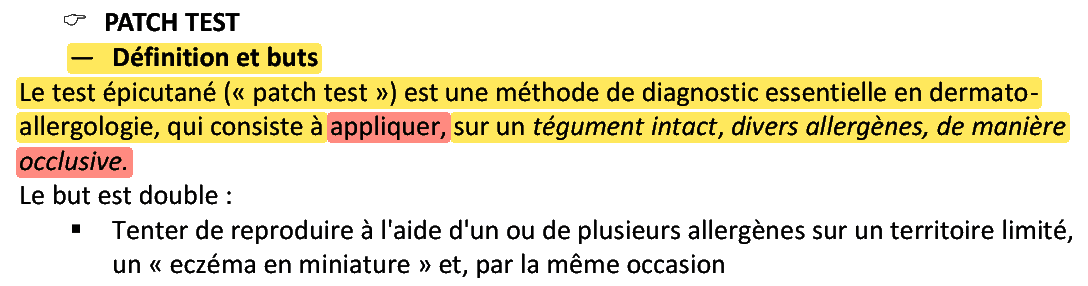 ☞ PATCH TEST
— Définition et buts
Le test épicutané (« patch test ») est une méthode de diagnostic essentielle en dermato-
allergologie, qui consiste à appliquer, sur un tégument intact, divers allergènes, de manière
occlusive.
Le but est double :
▪ Tenter de reproduire à l'aide d'un ou de plusieurs allergènes sur un territoire limité,
un « eczéma en miniature » et, par la même occasion